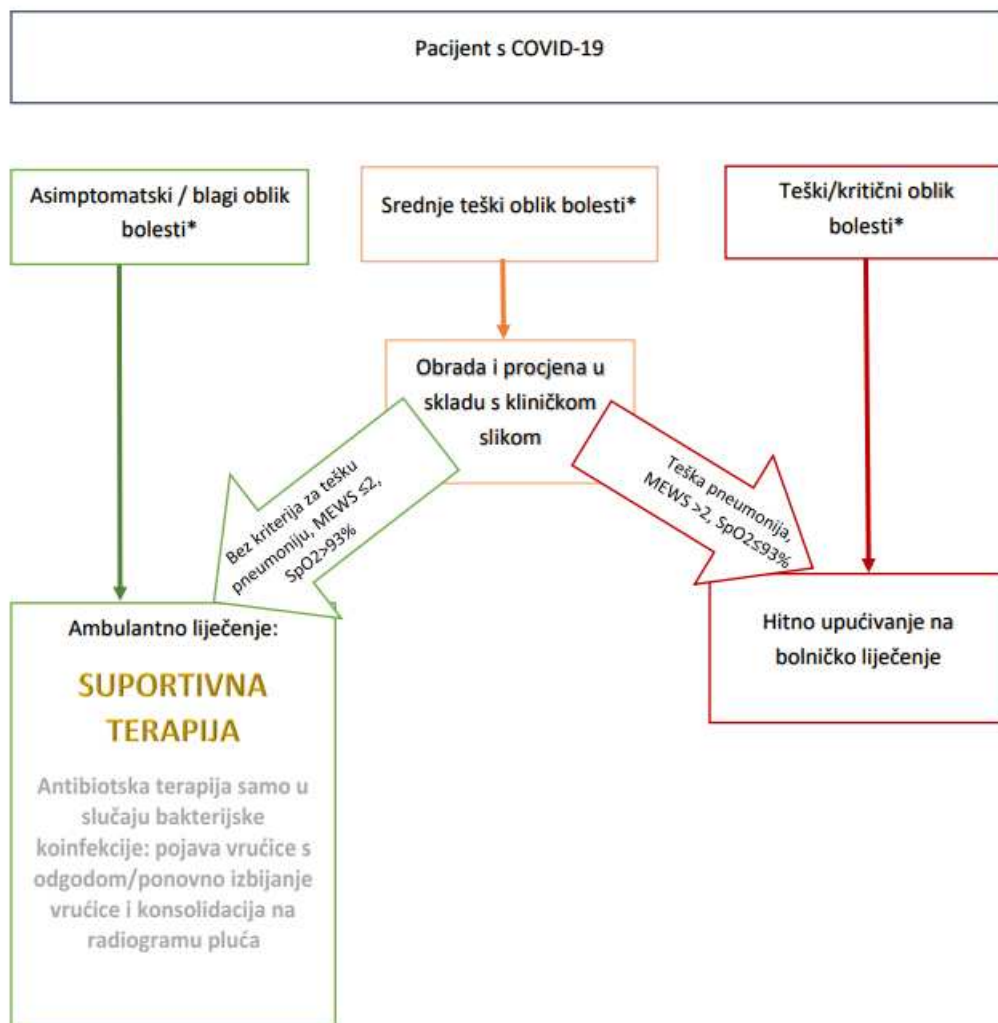 Pacijent s COVID-19
Asimptomatski / blagi oblik
bolesti*
Srednje teški oblik bolesti*
Teški/kritični oblik
bolesti*
Obrada i procjena u
skladu s kliničkom
slikom
Bez kriterija za tešku
pneumoniju, MEWS ≤2,
SpO2>93%
Teška pneumonija,
MEWS >2, SpO2≤93%
Ambulantno liječenje:
SUPORTIVNA
TERAPIJA
Antibiotska terapija samo u
slučaju bakterijske
koinfekcije: pojava vrućice s
odgodom/ponovno izbijanje
vrućice i konsolidacija na
radiogramu pluća
Hitno upućivanje na
bolničko liječenje